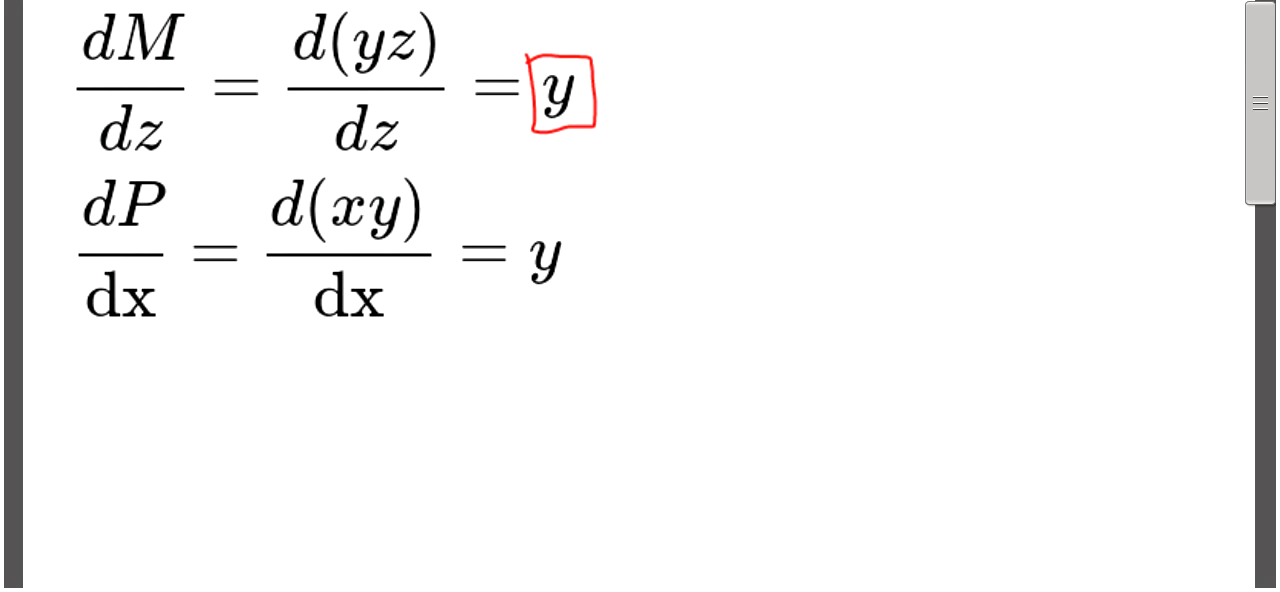 dM/dz = d(yz)/dz = y
dP/dx = d(xy)/dx = y